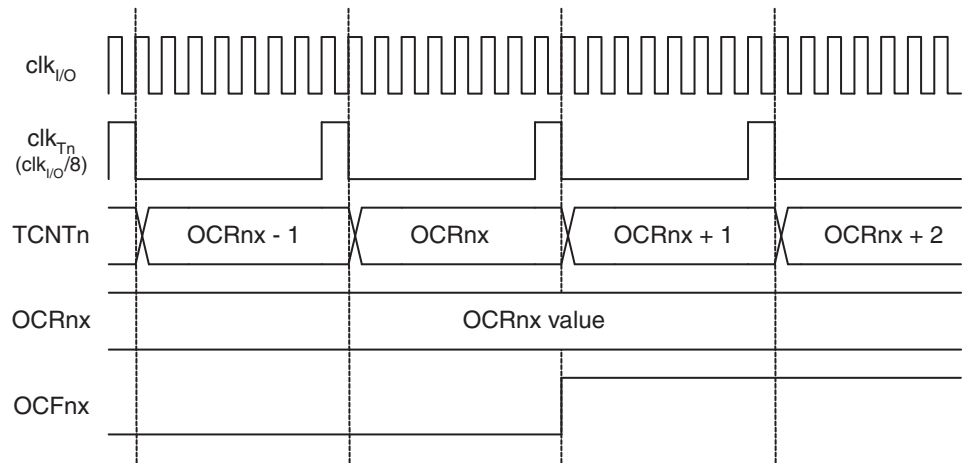 clkI/O
clkTn
(clkI/O/8)
TCNTn
OCRnx - 1
OCRnx
OCRnx + 1
OCRnx + 2
OCRnx
OCRnx value
OCFnx